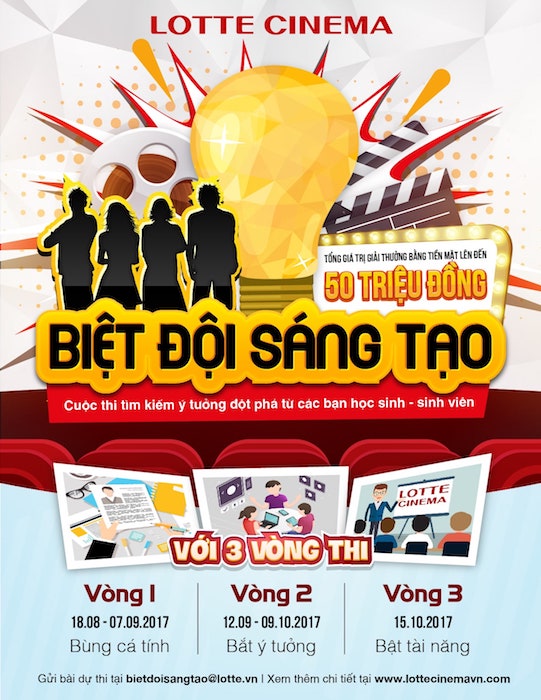 LOTTE CINEMA
TỔNG GIÁ TRỊ GIẢI THƯỞNG BẰNG TIỀN MẶT LÊN ĐẾN
50 TRIỆU ĐỒNG
BIỆT ĐỘI SÁNG TẠO
Cuộc thi tìm kiếm ý tưởng đột phá từ các bạn học sinh - sinh viên
LOTTE
CINEMA
VỚI 3 VÒNG THI
Vòng 1
18.08 - 07.09.2017
Bùng cá tính
Vòng 2
12.09 - 09.10.2017
Bắt ý tưởng
Vòng 3
15.10.2017
Bật tài năng
Gửi bài dự thi tại bietdoisangtao@lotte.vn | Xem thêm chi tiết tại www.lottecinemavn.com